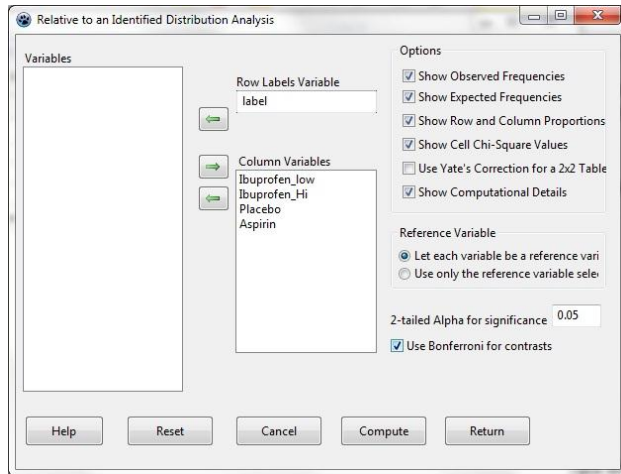 Relative to an Identified Distribution Analysis
Variables
Row Labels Variable
label
Column Variables
Ibuprofen_low
Ibuprofen_Hi
Placebo
Aspirin
Options
Show Observed Frequencies
Show Expected Frequencies
Show Row and Column Proportions
Show Cell Chi-Square Values
Use Yate's Correction for a 2x2 Table
Show Computational Details
Reference Variable
Let each variable be a reference vari
Use only the reference variable sele
2-tailed Alpha for significance 0.05
Use Bonferroni for contrasts
Help Reset Cancel Compute Return